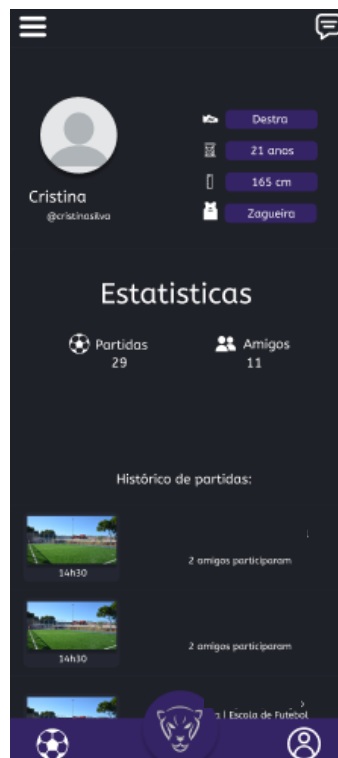 Destra
21 anos
165 cm
Zagueira
Cristina
@cristinasilva
Estatisticas
Partidas
29
Amigos
11
Histórico de partidas:
2 amigos participaram
14h30
2 amigos participaram
14h30
| Escola de Futebol